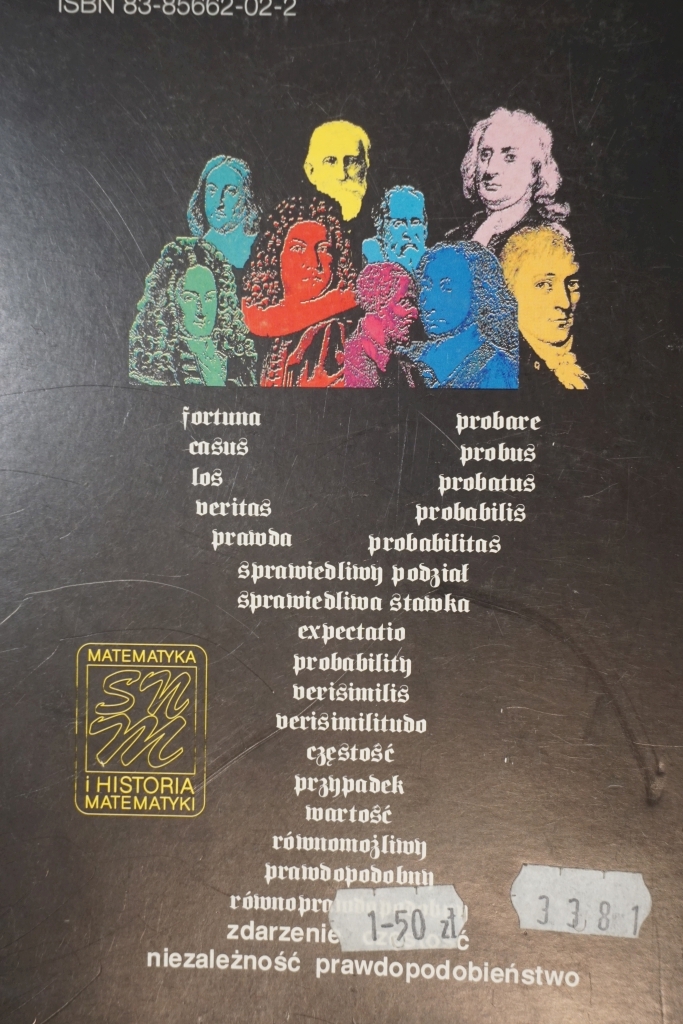 ISBN 83-85662-02-2
fortuna probare
casus probus
los probatus
veritas probabilis
prawda probabilitas
sprawiedliwy podział
sprawiedliwa stawka
expectatio
probability
verisimilis
verisimilitudo
częstość
przypadek
wartość
równomożliwy
prawdopodobny
zdarzenie
niezależność prawdopodobieństwo
MATEMATYKA
SNM
i HISTORIA
MATEMATYKI
1-50 zł
3381